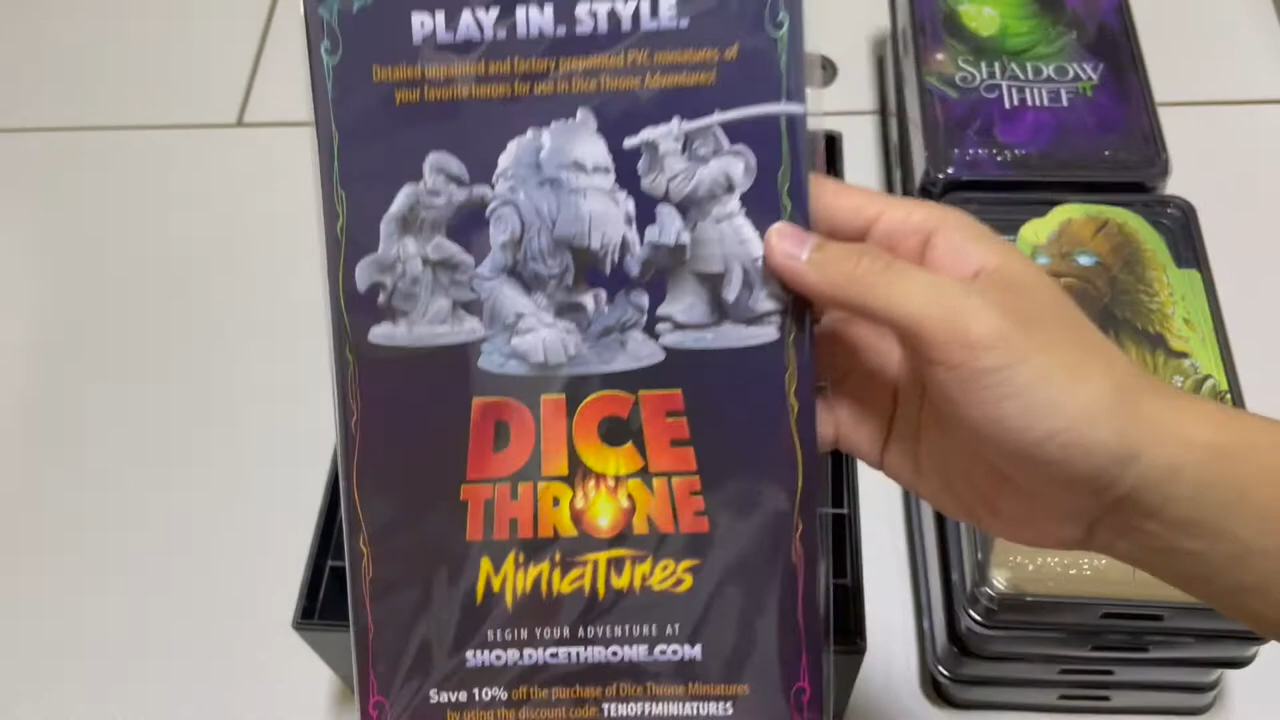 PLAY. IN. STYLE.
Detailed unpainted and factory prepainted PVC miniatures of
your favorite heroes for use in Dice Throne Adventures!
DICE
THRONE
MiniaTures
BEGIN YOUR ADVENTURE AT
SHOP.DICETHRONE.COM
Save 10% off the purchase of Dice Throne Miniatures
by using the discount code: TENOFFMINIATURES
SHADOW
THIEF